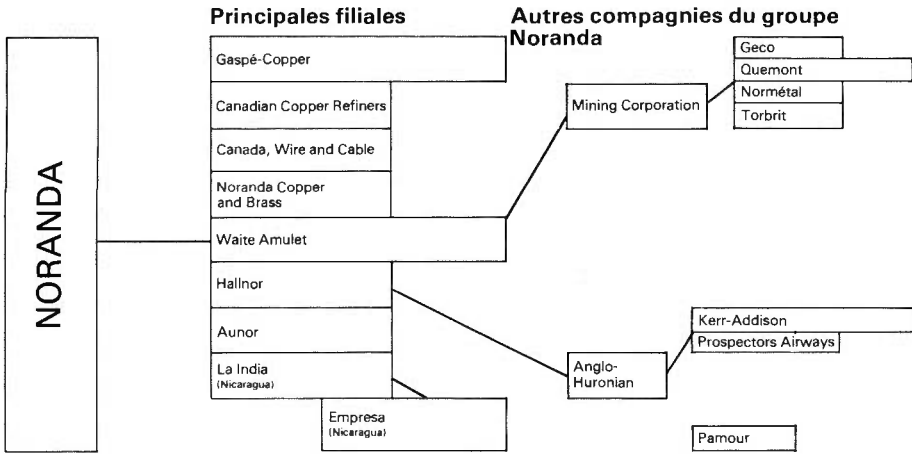 Principales filiales
Autres compagnies du groupe
Noranda
NORANDA
Gaspé-Copper
Canadian Copper Refiners
Canada, Wire and Cable
Noranda Copper
and Brass
Waite Amulet
Hallnor
Aunor
La India
(Nicaragua)
Empresa
(Nicaragua)
Mining Corporation
Geco
Quemont
Normétal
Torbrit
Anglo-
Huronian
Kerr-Addison
Prospectors Airways
Pamour